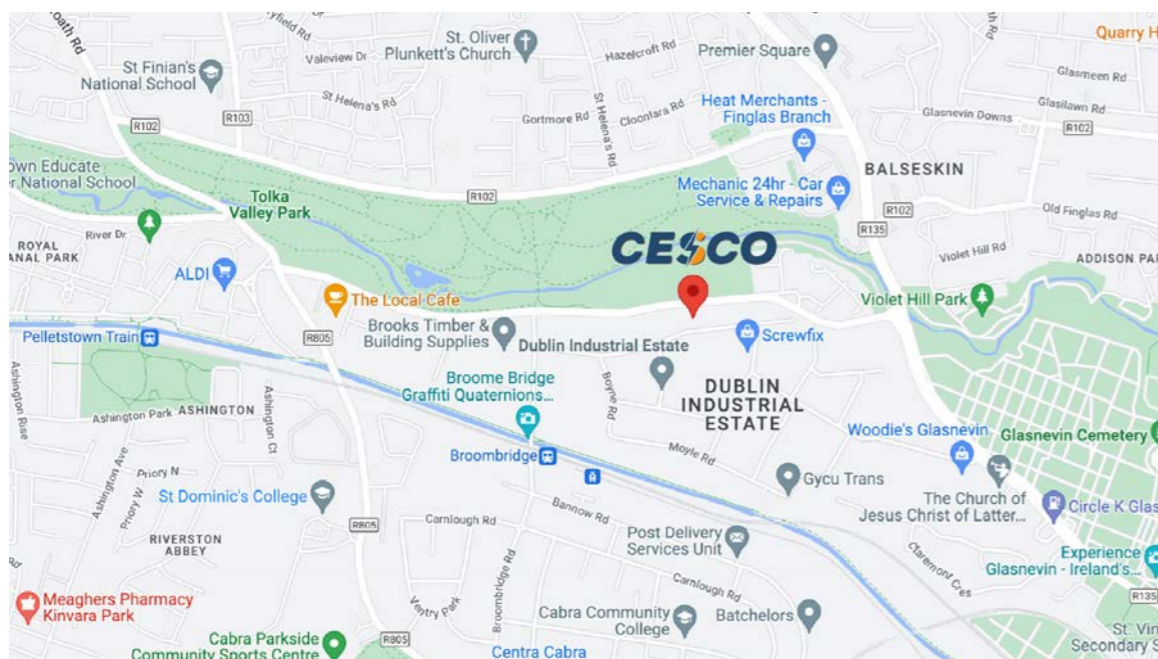 St. Oliver
Plunkett's Church
Premier Square
Quarry H
Valeview Dr
Hazelcroft Rd
St Finian's
National School
Glasmeen Rd
St Helena's Rd
R103
Heat Merchants -
Finglas Branch
Glasilawn Rd
R102
Gortmore Rd
St Helena's Rd
Cloonlara Rd
Glasnevin Downs
R102
own Educate
er National School
BALSESKIN
Tolka
Valley Park
R102
Mechanic 24hr - Car
Service & Repairs
R102
Old Finglas Rd
River Dr
R135
ROYAL
ANAL PARK
CESCO
Violet Hill Rd
ADDISON PAR
ALDI
The Local Cafe
Violet Hill Park
Pelletstown Train
R805
Brooks Timber &
Building Supplies
Dublin Industrial Estate
Screwfix
Ashington Rise
Broome Bridge
Graffiti Quaternions...
Boyne Rd
DUBLIN
INDUSTRIAL
ESTATE
Ashington Park
ASHINGTON
Ashington Ct
Woodie's Glasnevin
Glasnevin Cemetery
Ashington Ave
Priory N
Broombridge
Moyle Rd
Gycu Trans
Priory W
St Dominic's College
The Church of
Jesus Christ of Latter...
Circle K Glas
Bannow Rd
R805
Carnlough Rd
Post Delivery
Services Unit
RIVERSTON
ABBEY
Claremont Cres
Experience
Glasnevin - Ireland's...
Broombridge Rd
Carnlough Rd
R135
Meaghers Pharmacy
Kinvara Park
Ventry Park
Cabra Community
College
Batchelors
St. Vin
Secondary S
Cabra Parkside
Community Sports Centre
R805
Centra Cabra